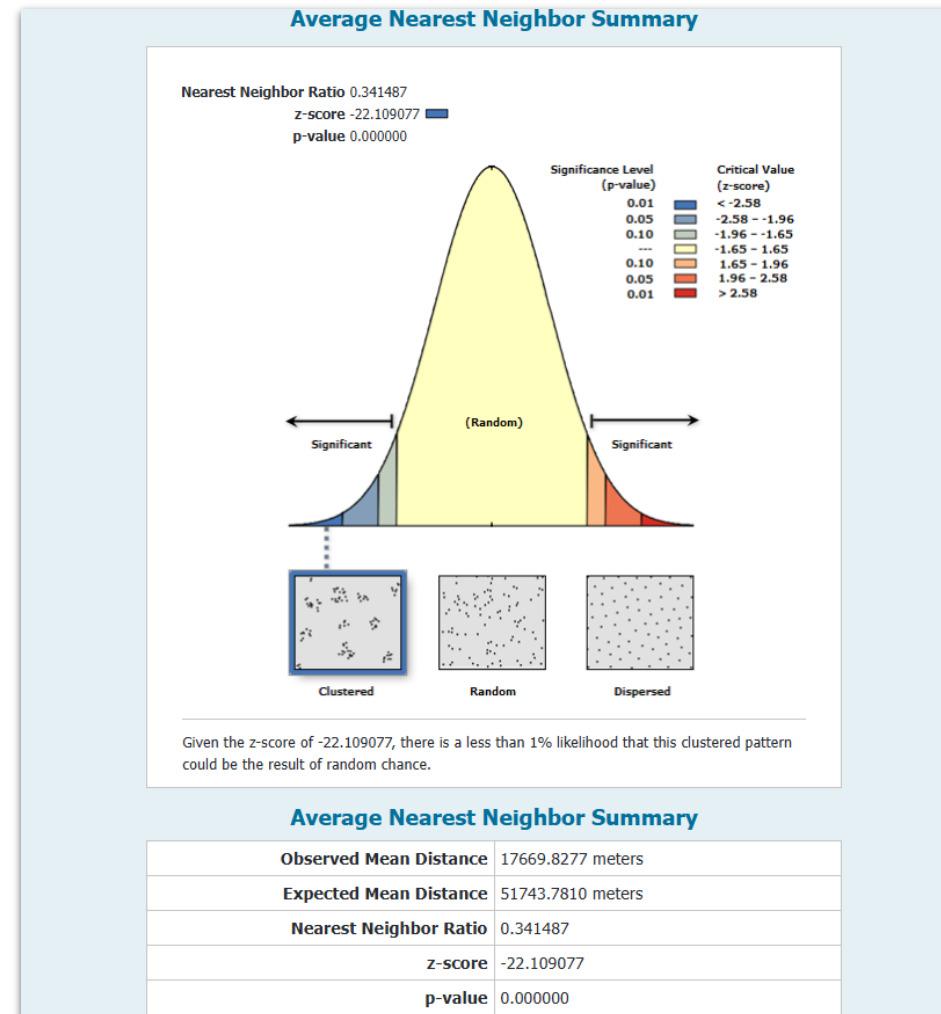 Average Nearest Neighbor Summary
Nearest Neighbor Ratio 0.341487
z-score -22.109077
p-value 0.000000
Significance Level (p-value) Critical Value (z-score)
0.01 < -2.58
0.05 -2.58 – -1.96
0.10 -1.96 – -1.65
--- -1.65 – 1.65
0.10 1.65 – 1.96
0.05 1.96 – 2.58
0.01 > 2.58
(Random)
Significant Significant
Clustered Random Dispersed
Given the z-score of -22.109077, there is a less than 1% likelihood that this clustered pattern
could be the result of random chance.
Average Nearest Neighbor Summary
Observed Mean Distance 17669.8277 meters
Expected Mean Distance 51743.7810 meters
Nearest Neighbor Ratio 0.341487
z-score -22.109077
p-value 0.000000